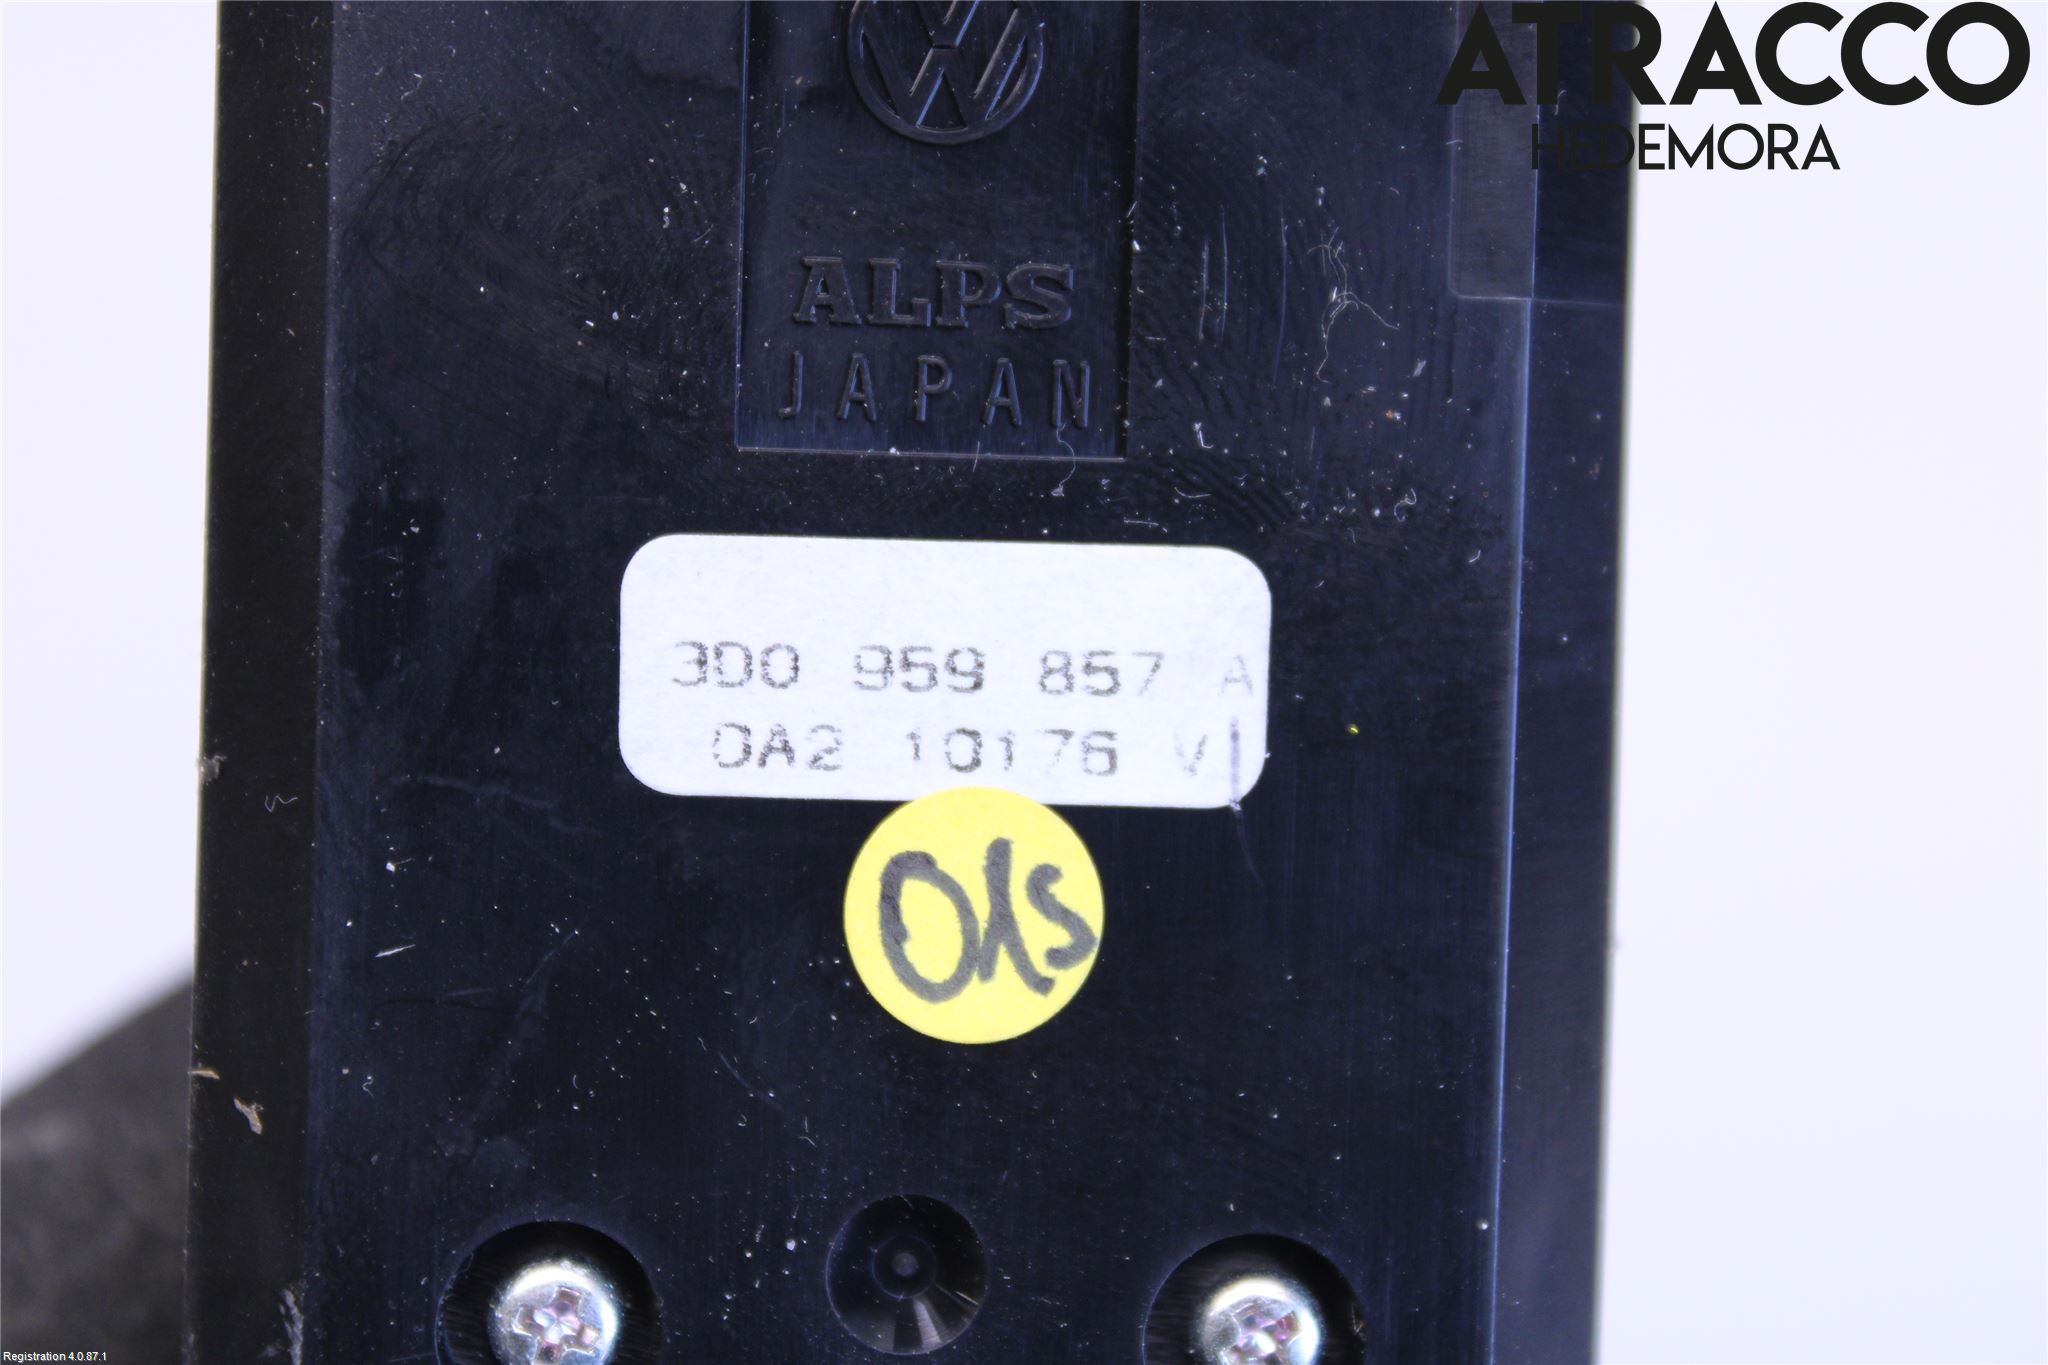 ATRACCO
HEDEMORA
ALPS
JAPAN
3D0 959 857 A
0A2 10176 V
Registration 4.0.87.1